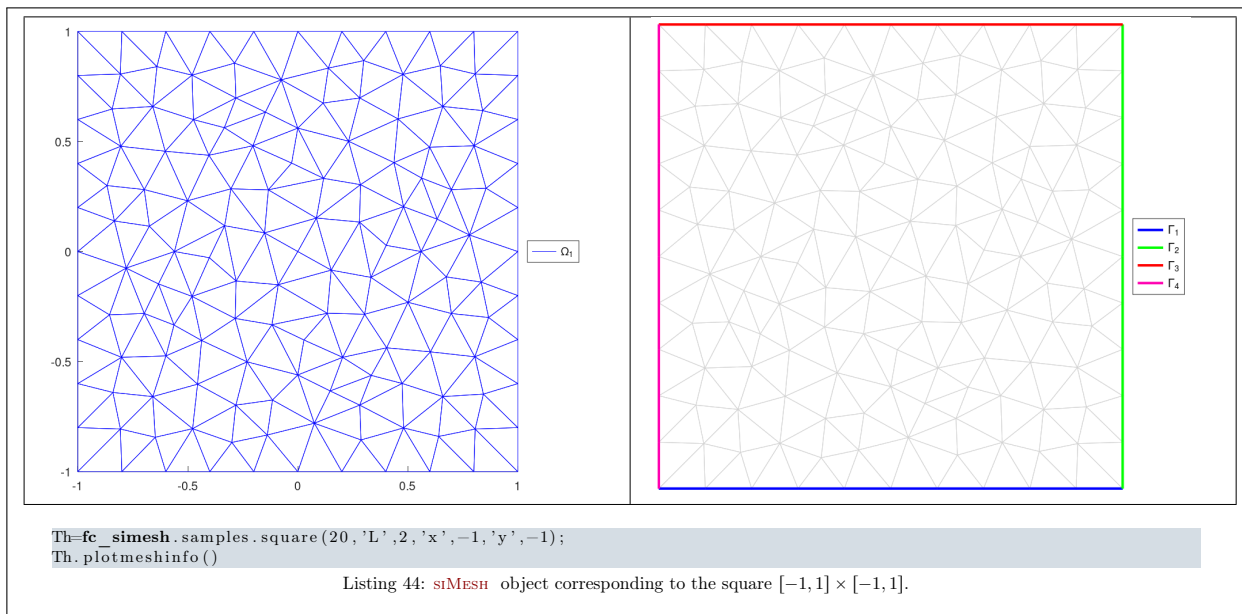 1
0.5
0
-0.5
-1
-1
-0.5
0
0.5
1
Ω1
Γ1
Γ2
Γ3
Γ4
Th=fc_simesh.samples.square(20,'L',2,'x',−1,'y',−1);
Th.plotmeshinfo()
Listing 44: SIMESH object corresponding to the square [−1, 1] × [−1, 1].